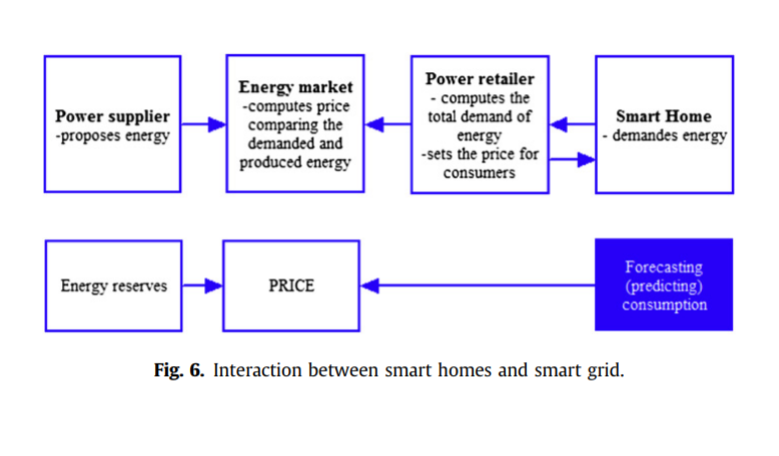 Power supplier
-proposes energy
Energy market
-computes price
comparing the
demanded and
produced energy
Power retailer
- computes the
total demand of
energy
-sets the price for
consumers
Smart Home
- demandes energy
Energy reserves
PRICE
Forecasting
(predicting)
consumption
Fig. 6. Interaction between smart homes and smart grid.